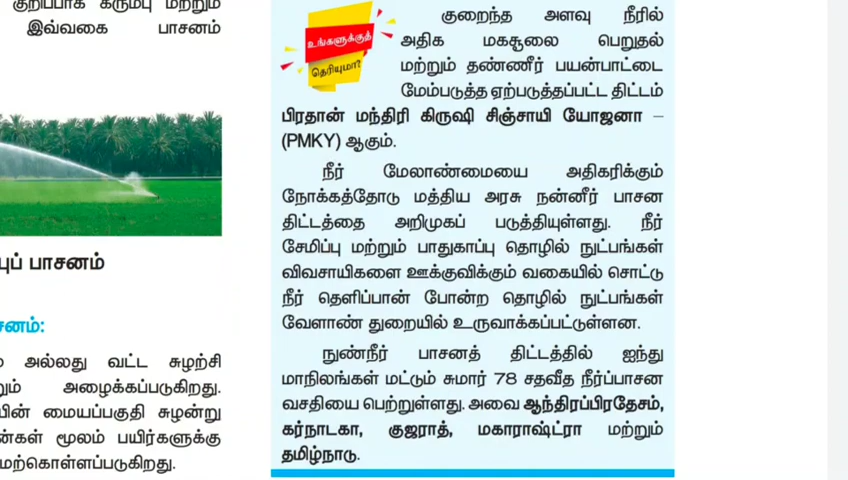 குறிப்பாக கரும்பு மற்றும்
இவ்வகை பாசனம்
பாசனம்
அல்லது வட்ட சுழற்சி
அழைக்கப்படுகிறது.
மையப்பகுதி சுழன்று
மூலம் பயிர்களுக்கு
உங்களுக்குத்
தெரியுமா?
குறைந்த அளவு நீரில்
அதிக மகசூலை பெறுதல்
மற்றும் தண்ணீர் பயன்பாட்டை
மேம்படுத்த ஏற்படுத்தப்பட்ட திட்டம்
பிரதான் மந்திரி கிருஷி சிஞ்சாயி யோஜனா –
(PMKY) ஆகும்.
நீர் மேலாண்மையை அதிகரிக்கும்
நோக்கத்தோடு மத்திய அரசு நன்னீர் பாசன
திட்டத்தை அறிமுகப் படுத்தியுள்ளது. நீர்
சேமிப்பு மற்றும் பாதுகாப்பு தொழில் நுட்பங்கள்
விவசாயிகளை ஊக்குவிக்கும் வகையில் சொட்டு
நீர் தெளிப்பான் போன்ற தொழில் நுட்பங்கள்
வேளாண் துறையில் உருவாக்கப்பட்டுள்ளன.
நுண்நீர் பாசனத் திட்டத்தில் ஐந்து
மாநிலங்கள் மட்டும் சுமார் 78 சதவீத நீர்ப்பாசன
வசதியை பெற்றுள்ளது. அவை ஆந்திரப்பிரதேசம்,
கர்நாடகா, குஜராத், மகாராஷ்ட்ரா மற்றும்
தமிழ்நாடு.